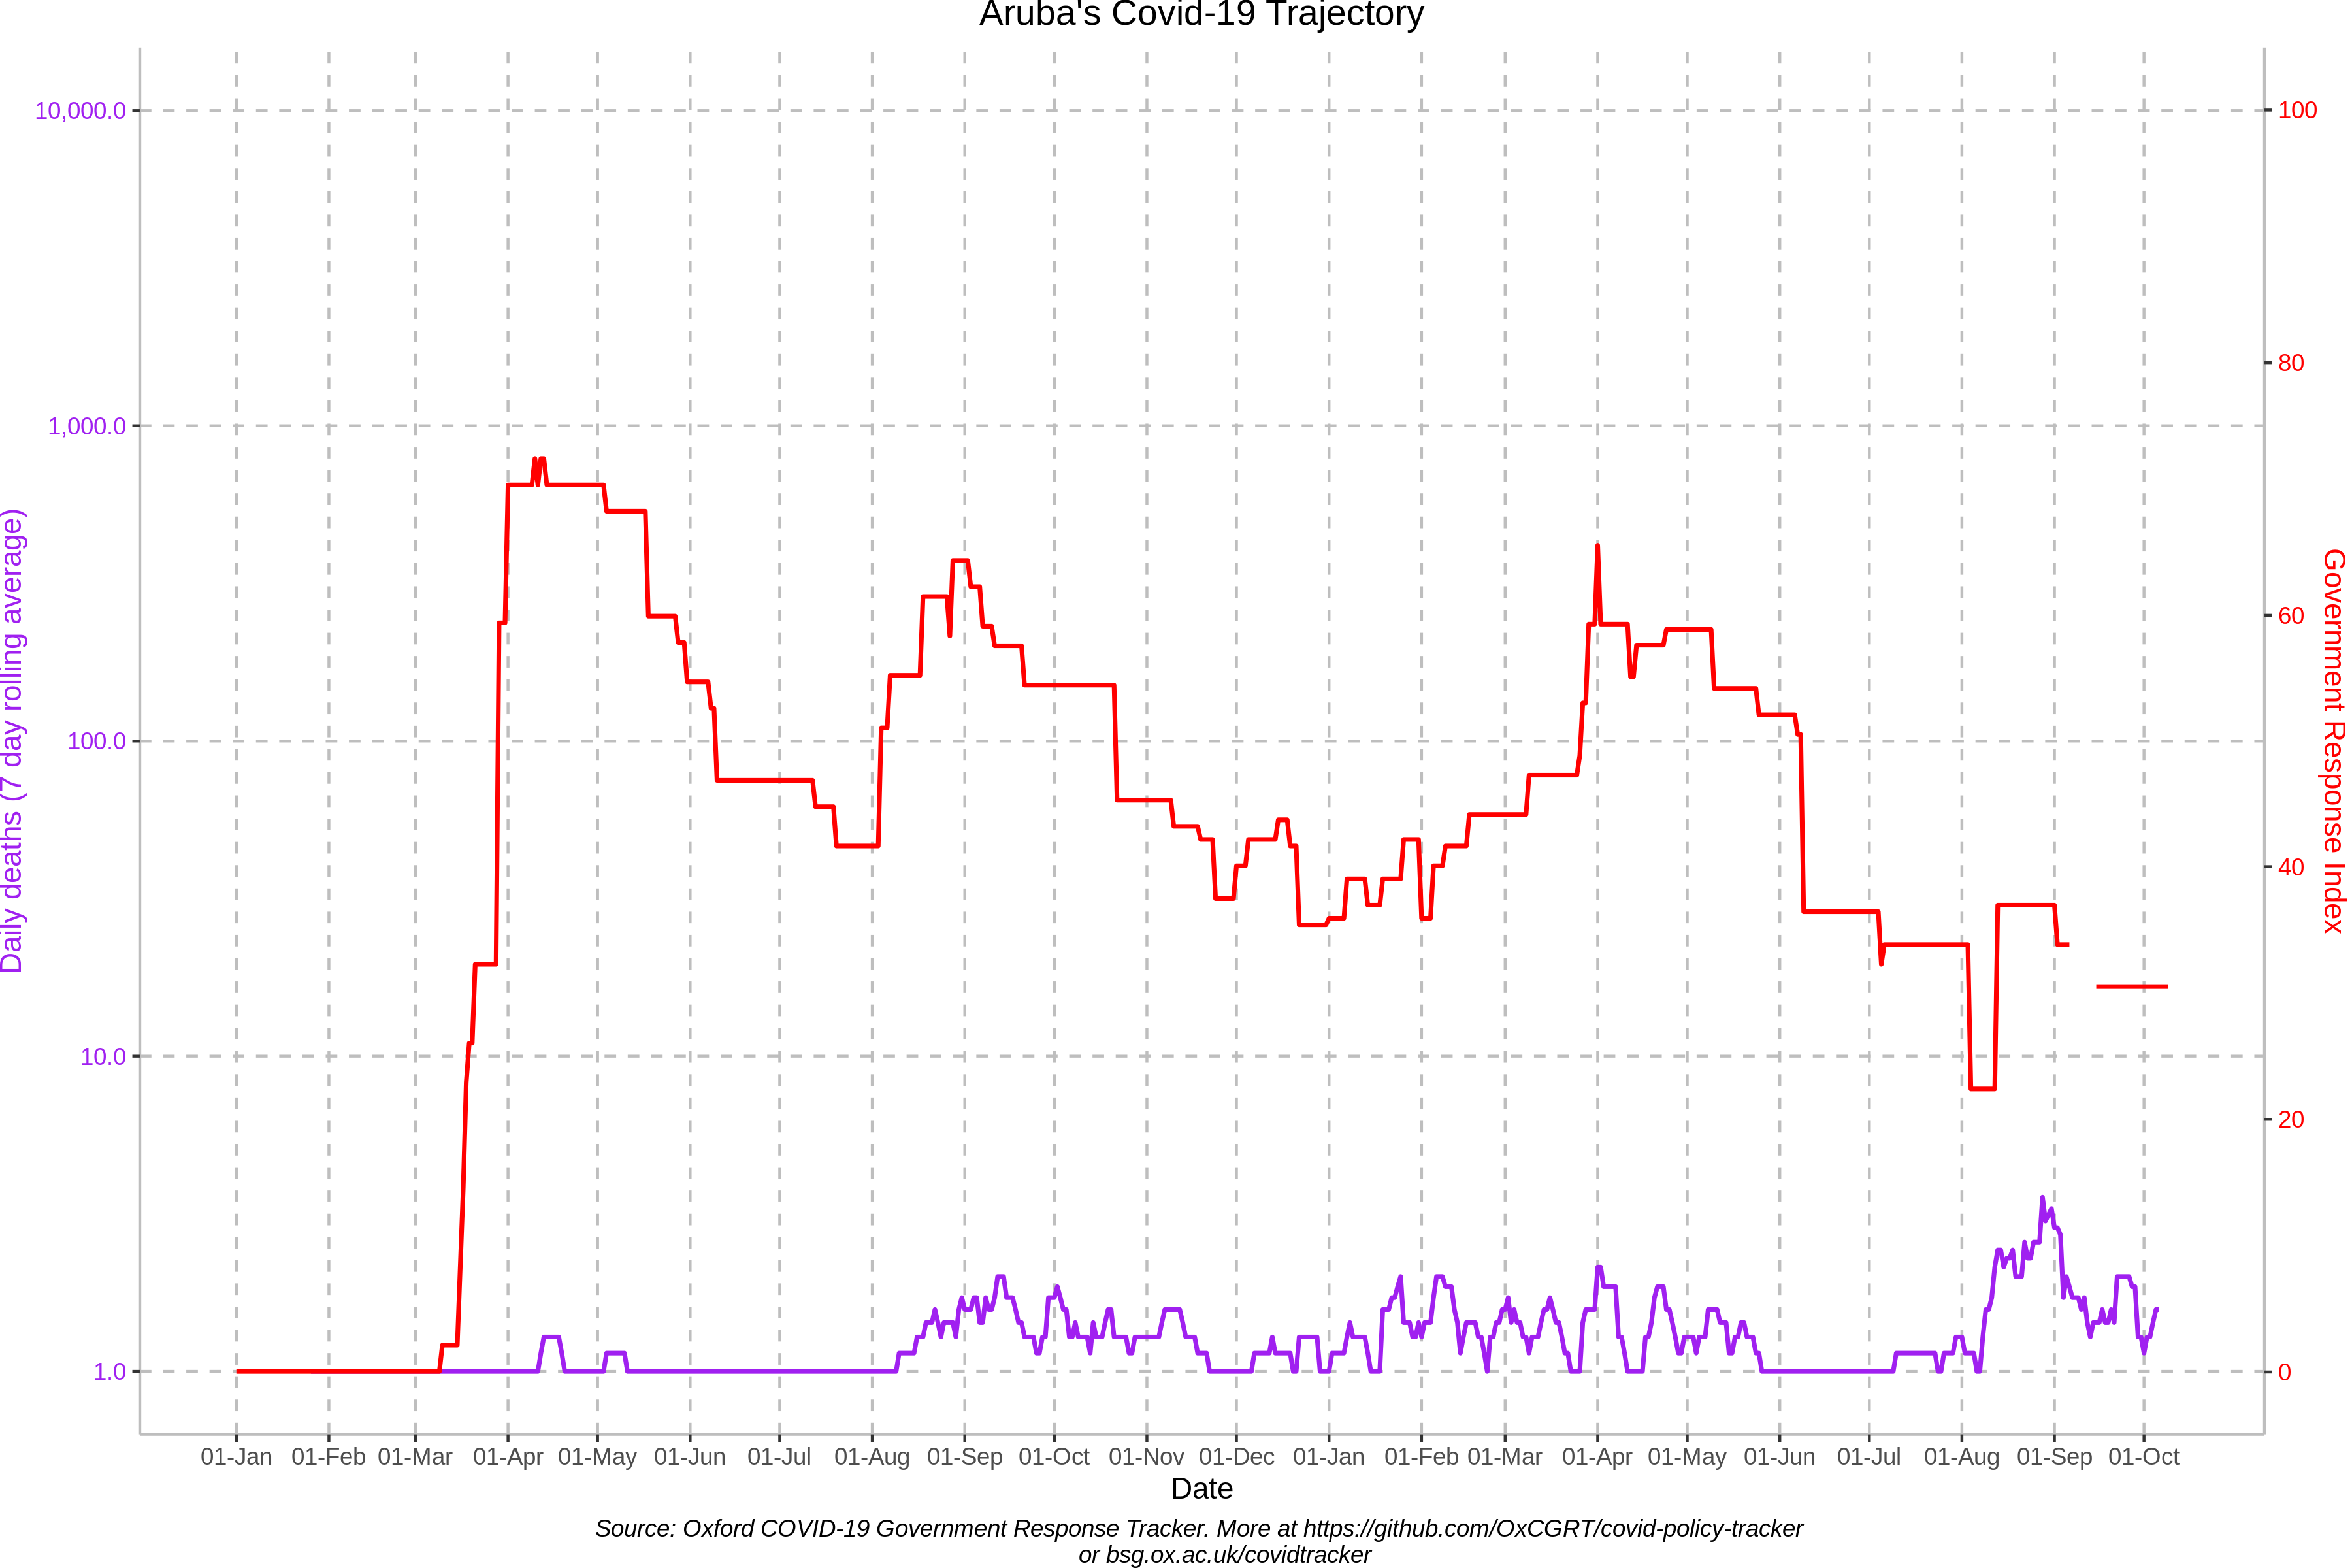 Aruba's Covid-19 Trajectory
10,000.0
1,000.0
100.0
10.0
1.0
Daily deaths (7 day rolling average)
100
80
60
40
20
0
Government Response Index
01-Jan 01-Feb 01-Mar 01-Apr 01-May 01-Jun 01-Jul 01-Aug 01-Sep 01-Oct 01-Nov 01-Dec 01-Jan 01-Feb 01-Mar 01-Apr 01-May 01-Jun 01-Jul 01-Aug 01-Sep 01-Oct
Date
Source: Oxford COVID-19 Government Response Tracker. More at https://github.com/OxCGRT/covid-policy-tracker
or bsg.ox.ac.uk/covidtracker